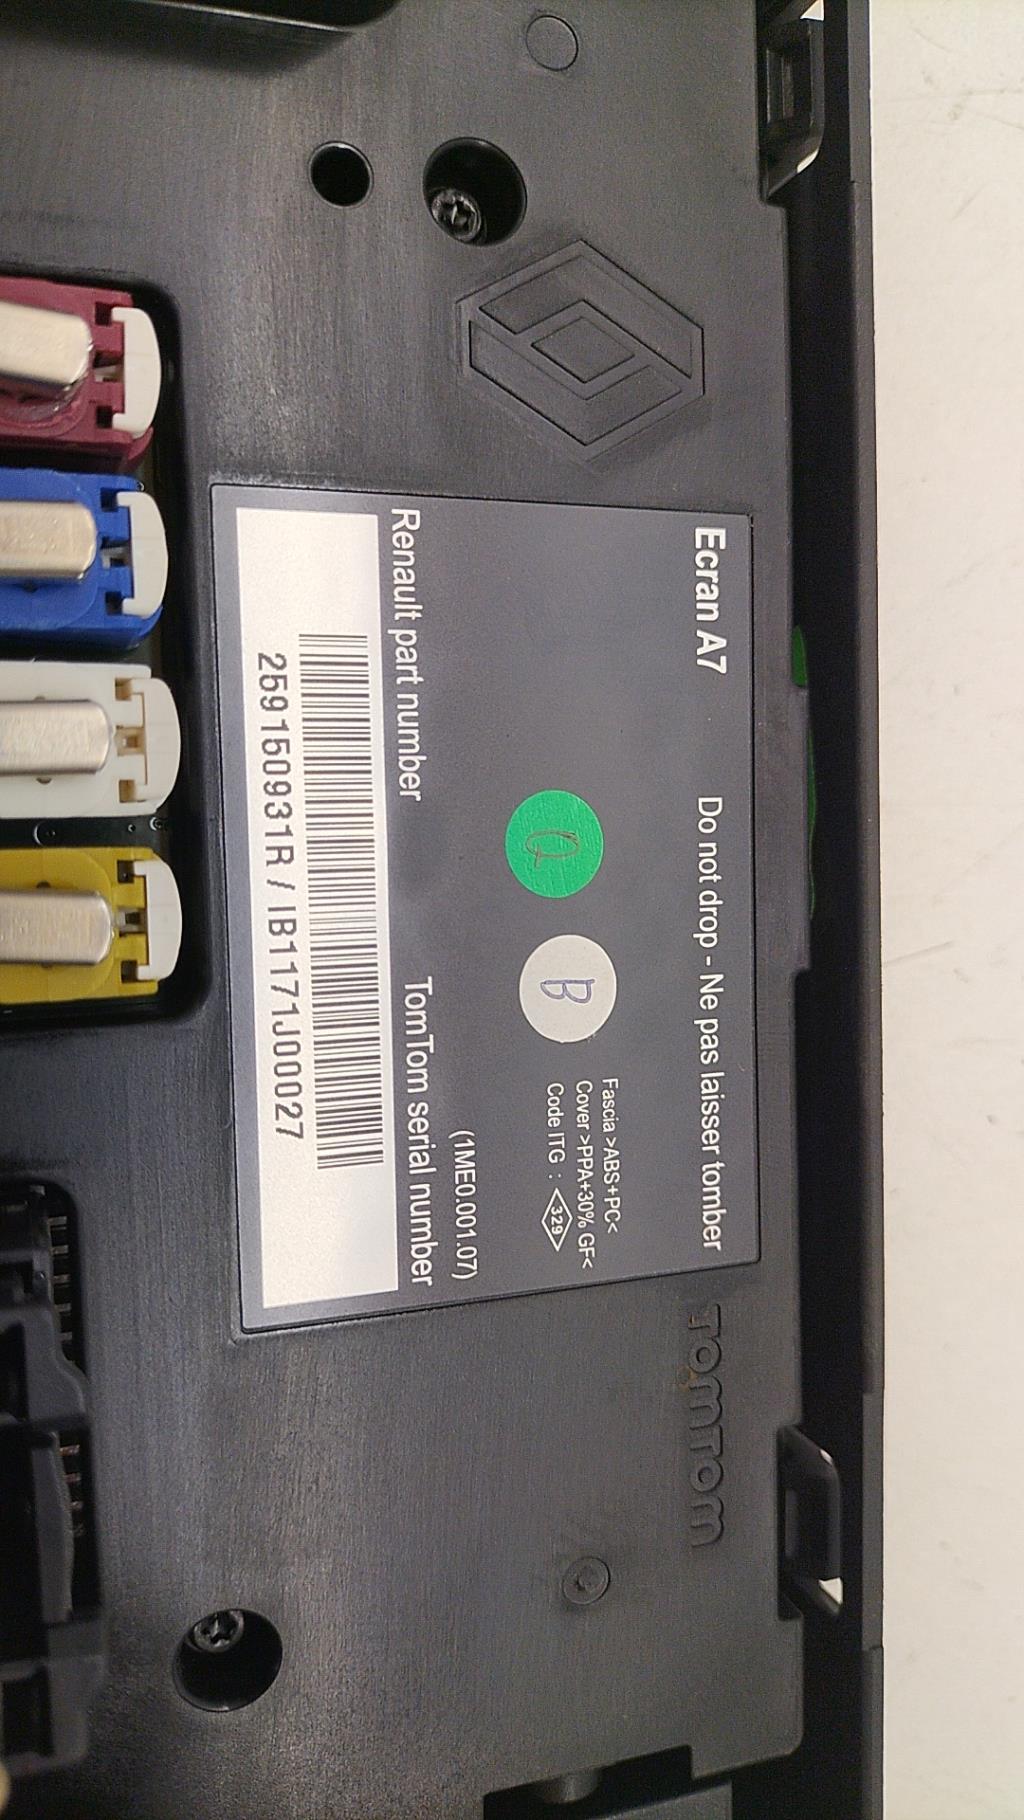 Ecran A7
Do not drop - Ne pas laisser tomber
Q
B
Fascia >ABS+PC<
Cover >PPA+30% GF<
Code ITG : 329
(1ME0.001.07)
Renault part number
TomTom serial number
259150931R / IB1171J00027
TOMTOM